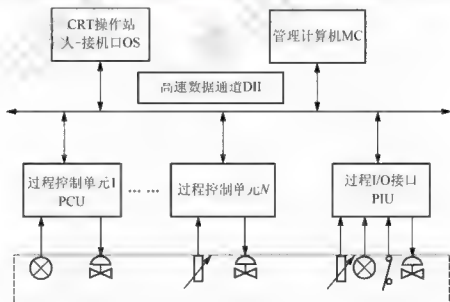 CRT操作站
人-接机口OS
管理计算机MC
高速数据通道DH
过程控制单元1
PCU
… …
过程控制单元N
过程I/O接口
PIU